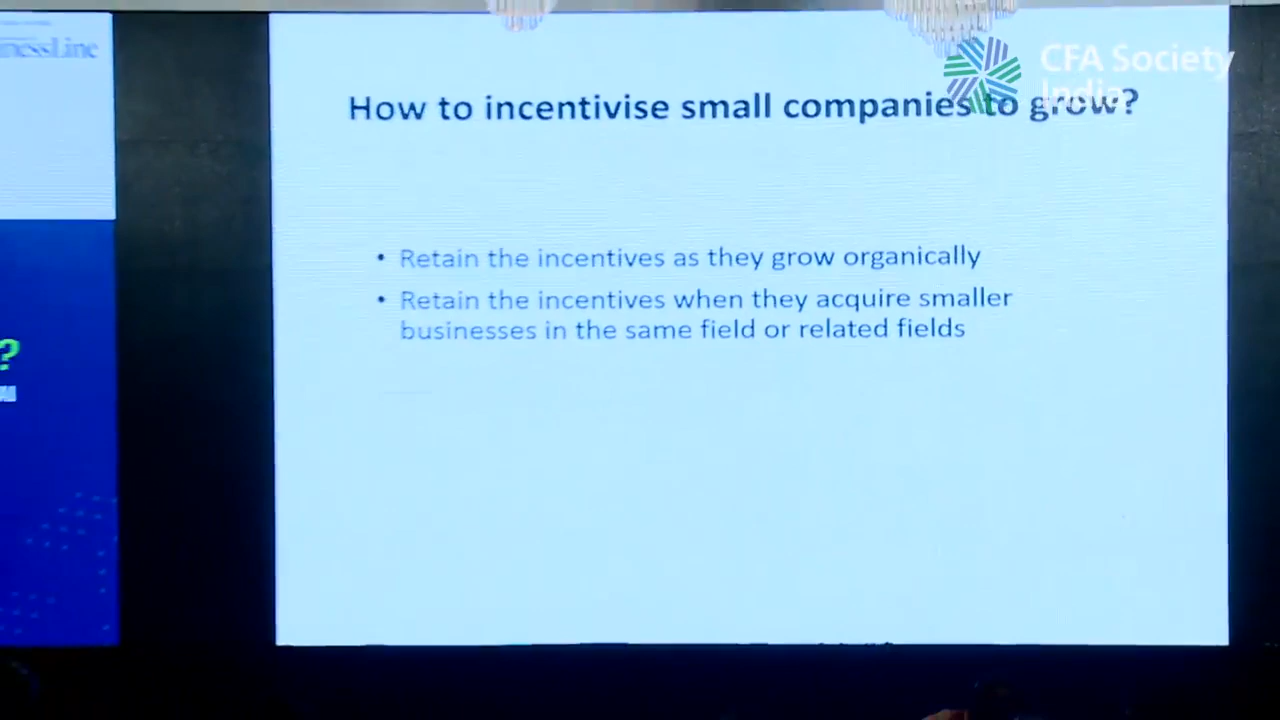 How to incentivise small companies to grow?
• Retain the incentives as they grow organically
• Retain the incentives when they acquire smaller
businesses in the same field or related fields
CFA Society
India
?